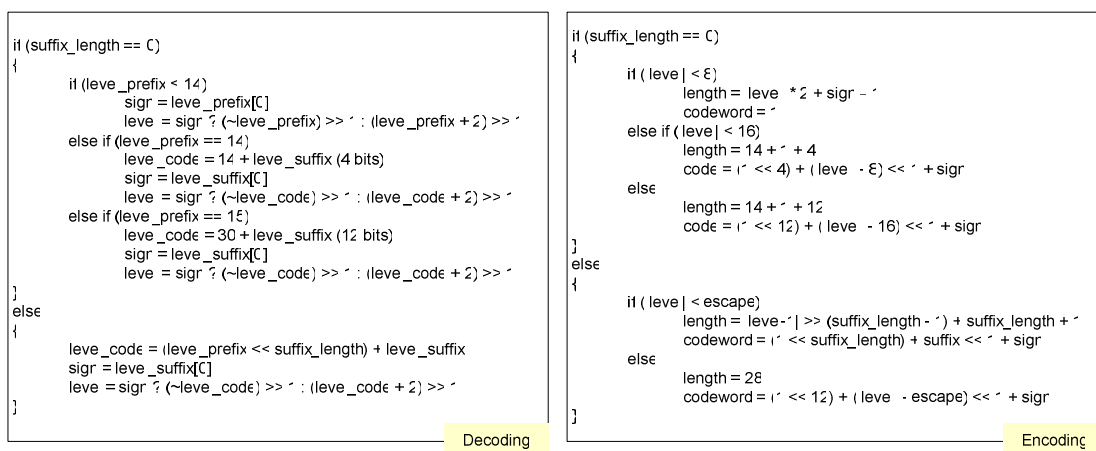 if (suffix_length == 0)
{
if (level_prefix < 14)
sign = level_prefix[0]
level = sign ? (~level_prefix) >> 1 : (level_prefix + 2) >> 1
else if (level_prefix == 14)
level_code = 14 + level_suffix (4 bits)
sign = level_suffix[0]
level = sign ? (~level_code) >> 1 : (level_code + 2) >> 1
else if (level_prefix == 15)
level_code = 30 + level_suffix (12 bits)
sign = level_suffix[0]
level = sign ? (~level_code) >> 1 : (level_code + 2) >> 1
}
else
{
level_code = (level_prefix << suffix_length) + level_suffix
sign = level_suffix[0]
level = sign ? (~level_code) >> 1 : (level_code + 2) >> 1
}
Decoding
if (suffix_length == 0)
{
if (|level| < 8)
length = |level| * 2 + sign - 1
codeword = 1
else if (|level| < 16)
length = 14 + 1 + 4
code = (1 << 4) + (|level| - 8) << 1 + sign
else
length = 14 + 1 + 12
code = (1 << 12) + (|level| - 16) << 1 + sign
}
else
{
if (|level| < escape)
length = |level-1| >> (suffix_length - 1) + suffix_length + 1
codeword = (1 << suffix_length) + suffix << 1 + sign
else
length = 28
codeword = (1 << 12) + (|level| - escape) << 1 + sign
}
Encoding